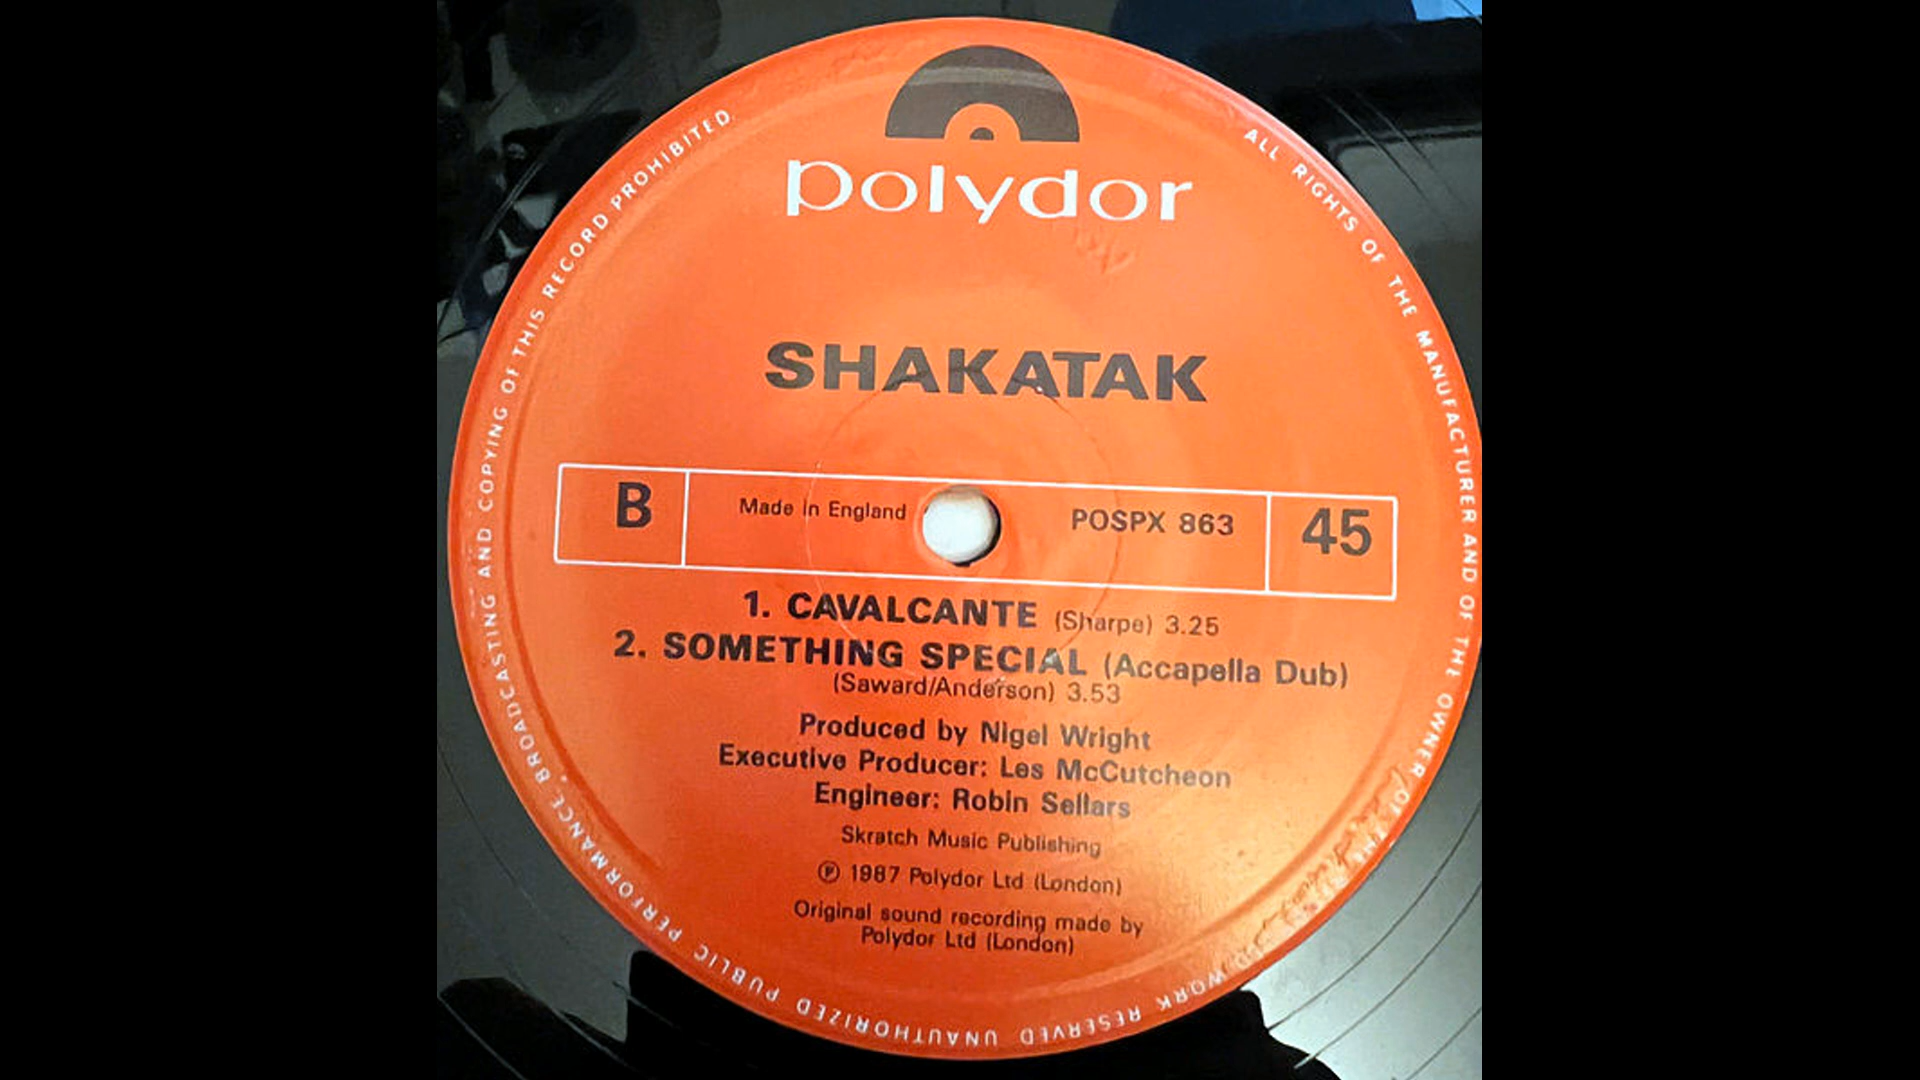 polydor
SHAKATAK
B
Made in England
POSPX 863
45
1. CAVALCANTE (Sharpe) 3.25
2. SOMETHING SPECIAL (Accapella Dub)
(Saward/Anderson) 3.53
Produced by Nigel Wright
Executive Producer: Les McCutcheon
Engineer: Robin Sellars
Skratch Music Publishing
℗ 1987 Polydor Ltd (London)
Original sound recording made by
Polydor Ltd (London)
ALL RIGHTS OF THE MANUFACTURER AND OF THE OWNER OF THE WORK RESERVED UNAUTHORIZED PUBLIC PERFORMANCE BROADCASTING AND COPYING OF THIS RECORD PROHIBITED